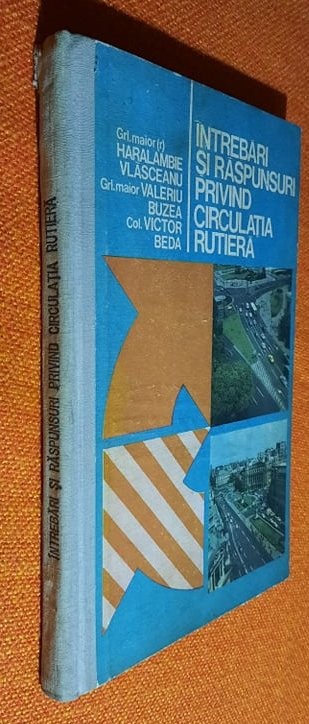 Grl.maior(r)
HARALAMBIE
VLĂSCEANU
Grl.maior VALERIU
BUZEA
Col. VICTOR
BEDA
ÎNTREBĂRI
ȘI RĂSPUNSURI
PRIVIND
CIRCULAȚIA
RUTIERĂ
ÎNTREBĂRI ȘI RĂSPUNSURI PRIVIND CIRCULAȚIA RUTIERĂ